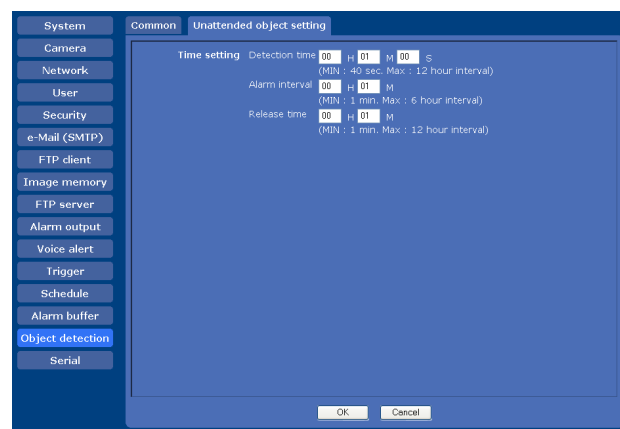 System
Camera
Network
User
Security
e-Mail (SMTP)
FTP client
Image memory
FTP server
Alarm output
Voice alert
Trigger
Schedule
Alarm buffer
Object detection
Serial
Common Unattended object setting
Time setting Detection time 00 H 01 M 00 S
(MIN : 40 sec. Max : 12 hour interval)
Alarm interval 00 H 01 M
(MIN : 1 min. Max : 6 hour interval)
Release time 00 H 01 M
(MIN : 1 min. Max : 12 hour interval)
OK Cancel